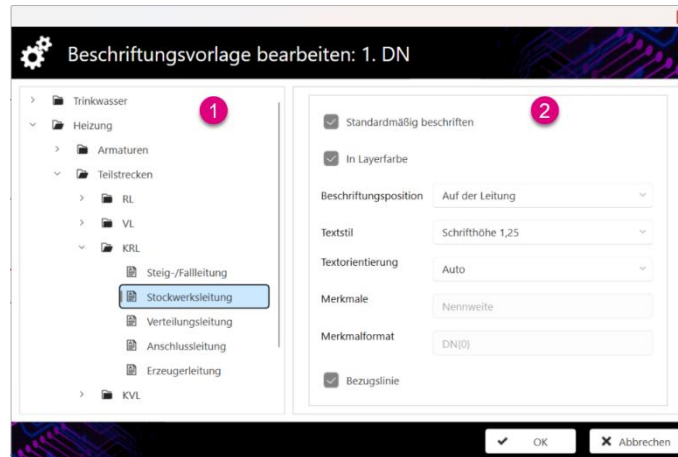 Beschriftungsvorlage bearbeiten: 1. DN
Trinkwasser
Heizung
Armaturen
Teilstrecken
RL
VL
KRL
Steig-/Fallleitung
Stockwerksleitung
Verteilungsleitung
Anschlussleitung
Erzeugerleitung
KVL
1
2
Standardmäßig beschriften
In Layerfarbe
Beschriftungsposition Auf der Leitung
Textstil Schrifthöhe 1,25
Textorientierung Auto
Merkmale Nennweite
Merkmalformat DN{0}
Bezugslinie
OK Abbrechen